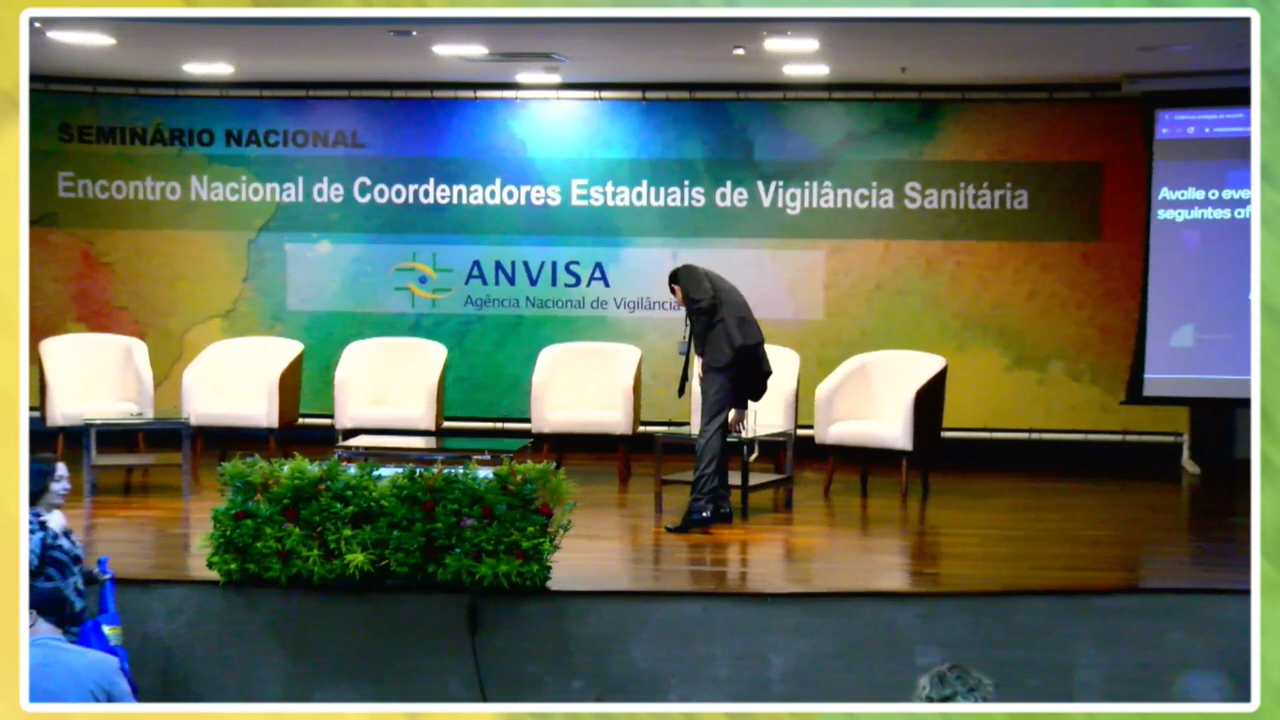 SEMINÁRIO NACIONAL
Encontro Nacional de Coordenadores Estaduais de Vigilância Sanitária
ANVISA
Agência Nacional de Vigilância
Avalie o eve
seguintes af